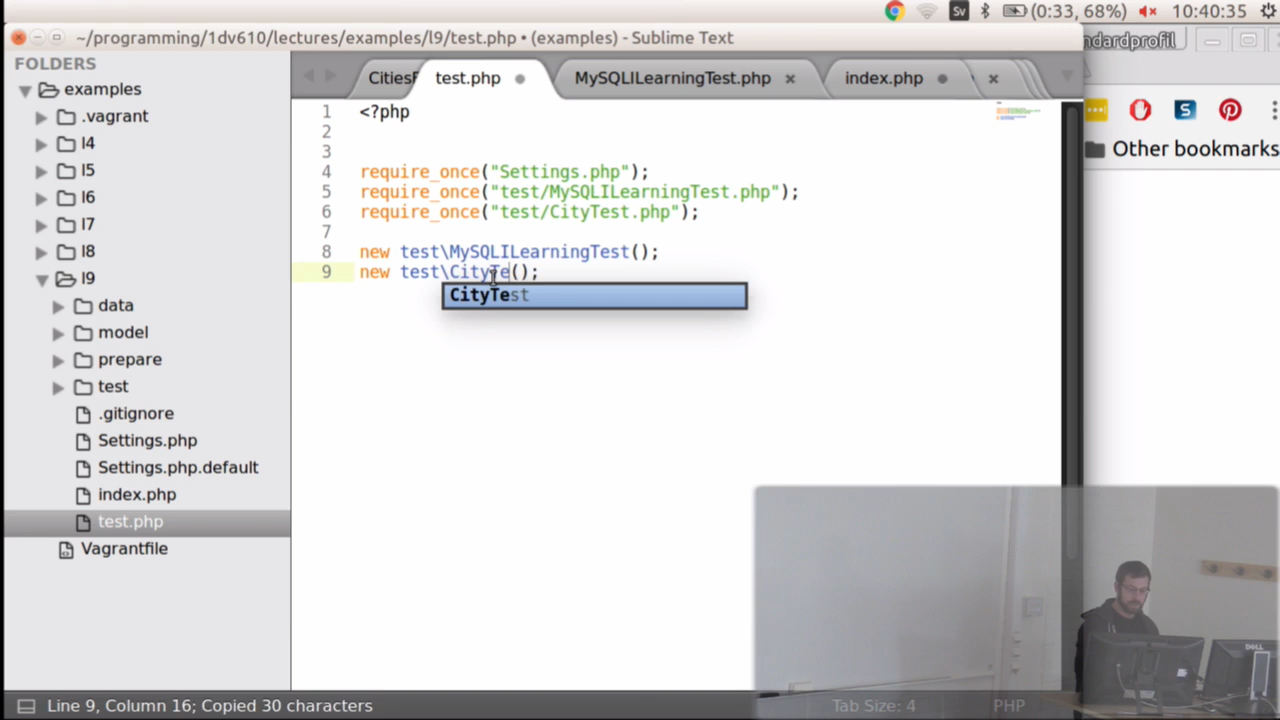 Sv (0:33, 68%) 10:40:35
~/programming/1dv610/lectures/examples/l9/test.php • (examples) - Sublime Text
ndardprofil
FOLDERS
examples
.vagrant
l4
l5
l6
l7
l8
l9
data
model
prepare
test
.gitignore
Settings.php
Settings.php.default
index.php
test.php
Vagrantfile
Cities test.php MySQLILearningTest.php index.php
1 <?php
2
3
4 require_once("Settings.php");
5 require_once("test/MySQLILearningTest.php");
6 require_once("test/CityTest.php");
7
8 new test\MySQLILearningTest();
9 new test\CityTe();
CityTest
Other bookmarks
DELL
Line 9, Column 16; Copied 30 characters
Tab Size: 4
PHP